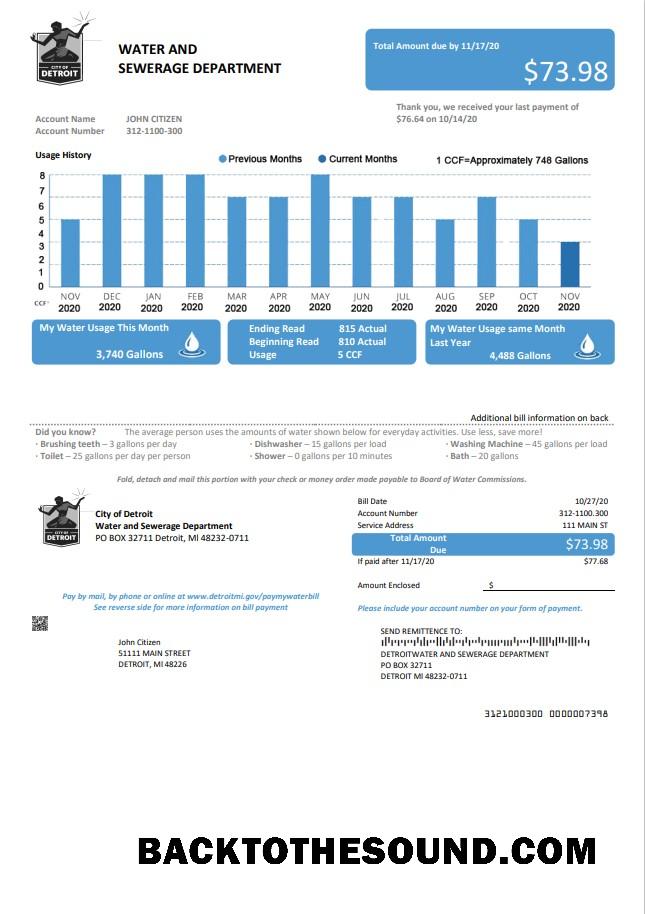 CITY OF
DETROIT
WATER AND
SEWERAGE DEPARTMENT
Total Amount due by 11/17/20
$73.98
Thank you, we received your last payment of
$76.64 on 10/14/20
Account Name JOHN CITIZEN
Account Number 312-1100-300
Usage History
Previous Months Current Months 1 CCF=Approximately 748 Gallons
8
7
6
5
4
3
2
1
0
CCF'
NOV DEC JAN FEB MAR APR MAY JUN JUL AUG SEP OCT NOV
2020 2020 2020 2020 2020 2020 2020 2020 2020 2020 2020 2020 2020
My Water Usage This Month
3,740 Gallons
Ending Read 815 Actual
Beginning Read 810 Actual
Usage 5 CCF
My Water Usage same Month
Last Year
4,488 Gallons
Additional bill information on back
Did you know? The average person uses the amounts of water shown below for everyday activities. Use less, save more!
· Brushing teeth – 3 gallons per day · Dishwasher – 15 gallons per load · Washing Machine – 45 gallons per load
· Toilet – 25 gallons day per person · Shower – 0 gallons per 10 minutes · Bath – 20 gallons
Fold, detach and mail this portion with your check or money order made payable to Board of Water Commissions.
CITY OF
DETROIT
City of Detroit
Water and Sewerage Department
PO BOX 32711 Detroit, MI 48232-0711
Bill Date 10/27/20
Account Number 312-1100.300
Service Address 111 MAIN ST
Total Amount
Due
$73.98
If paid after 11/17/20 $77.68
Amount Enclosed $
Pay by mail, by phone or online at www.detroitmi.gov/paymywaterbill
See reverse side for more information on bill payment
Please include your account number on your form of payment.
John Citizen
51111 MAIN STREET
DETROIT, MI 48226
SEND REMITTANCE TO:
DETROITWATER AND SEWERAGE DEPARTMENT
PO BOX 32711
DETROIT MI 48232-0711
3121000300 0000007398
BACKTOTHESOUND.COM